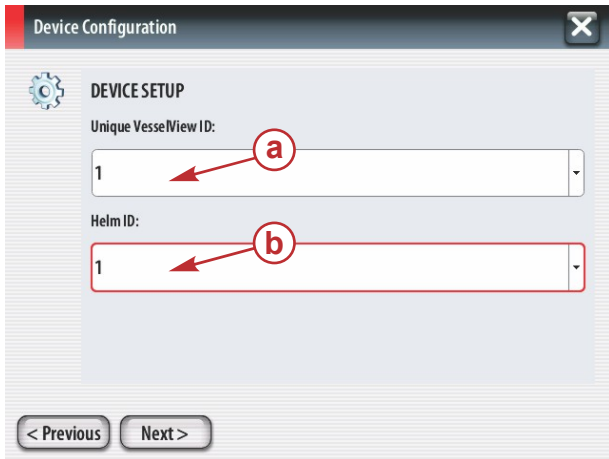 Device Configuration
DEVICE SETUP
Unique VesselView ID:
a
1
Helm ID:
b
1
< Previous
Next >